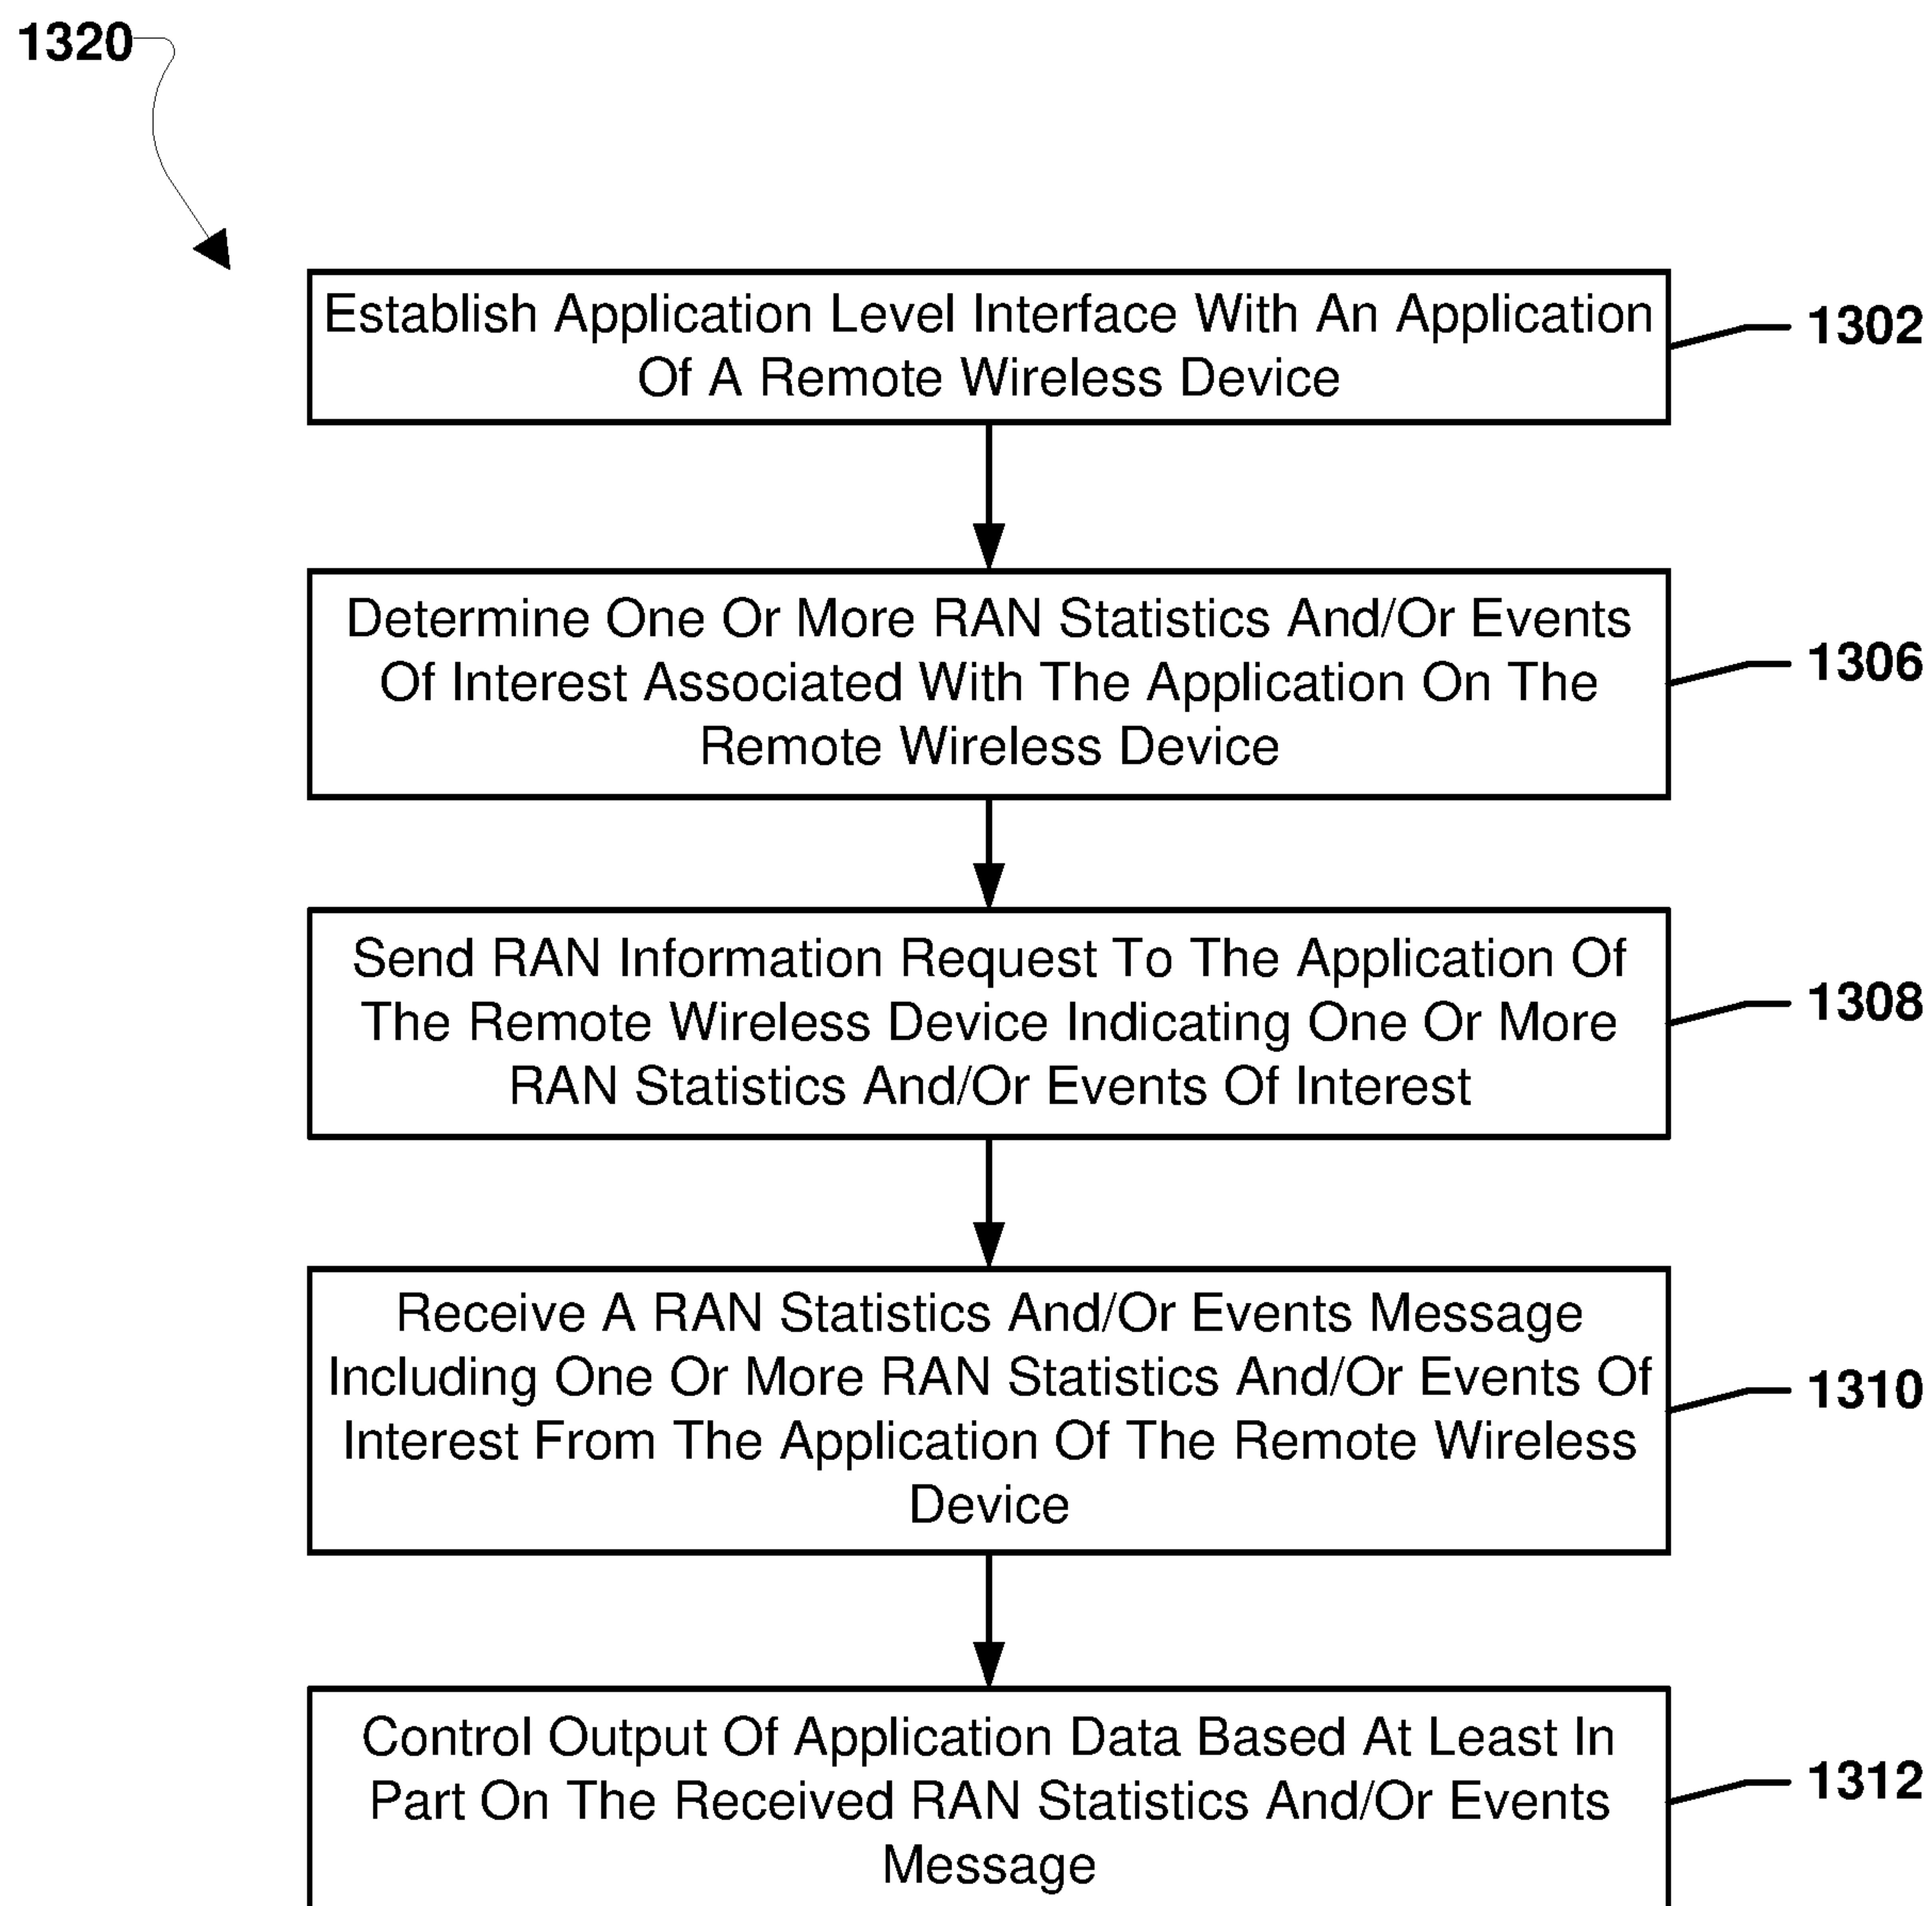 1320
Establish Application Level Interface With An Application
Of A Remote Wireless Device
1302
Determine One Or More RAN Statistics And/Or Events
Of Interest Associated With The Application On The
Remote Wireless Device
1306
Send RAN Information Request To The Application Of
The Remote Wireless Device Indicating One Or More
RAN Statistics And/Or Events Of Interest
1308
Receive A RAN Statistics And/Or Events Message
Including One Or More RAN Statistics And/Or Events Of
Interest From The Application Of The Remote Wireless
Device
1310
Control Output Of Application Data Based At Least In
Part On The Received RAN Statistics And/Or Events
Message
1312